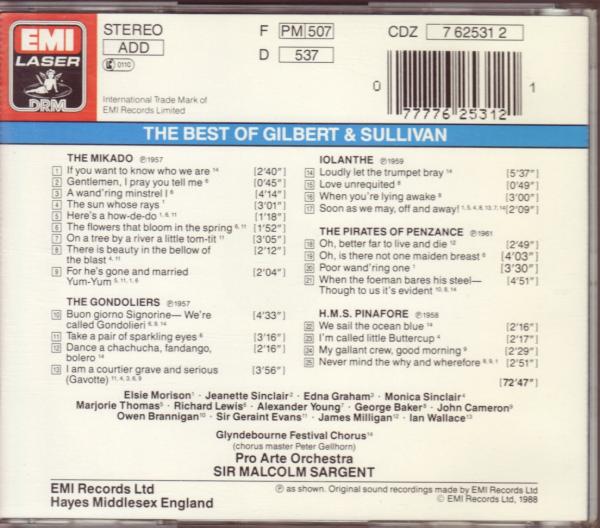 EMI
LASER
DRM
STEREO
ADD
0110
F PM 507
D 537
CDZ 7 62531 2
International Trade Mark of
EMI Records Limited
0 77776 25312 1
THE BEST OF GILBERT & SULLIVAN
THE MIKADO ℗1957
1 If you want to know who we are 14 [2'40"]
2 Gentlemen, I pray you tell me 6 [0'45"]
3 A wand'ring minstrel I 6 [4'14"]
4 The sun whose rays 1 [3'01"]
5 Here's a how-de-do 1, 6, 11 [1'18"]
6 The flowers that bloom in the spring 6, 11 [1'52"]
7 On a tree by a river a little tom-tit 11 [3'05"]
8 There is beauty in the bellow of [2'12"]
the blast 4, 11
9 For he's gone and married [2'04"]
Yum-Yum 5, 11, 1, 6
THE GONDOLIERS ℗1957
10 Buon giorno Signorine— We're [4'33"]
called Gondolieri 6, 9, 14
11 Take a pair of sparkling eyes 6 [3'16"]
12 Dance a chachucha, fandango, [2'16"]
bolero 14
13 I am a courtier grave and serious [3'56"]
(Gavotte) 11, 4, 3, 6, 9
IOLANTHE ℗1959
14 Loudly let the trumpet bray 14 [5'37"]
15 Love unrequited 8 [0'49"]
16 When you're lying awake 8 [3'00"]
17 Soon as we may, off and away! 1, 5, 4, 8, 13, 7, 14 [2'09"]
THE PIRATES OF PENZANCE ℗1961
18 Oh, better far to live and die 12 [2'49"]
19 Oh, is there not one maiden breast 6 [4'03"]
20 Poor wand'ring one 1 [3'30"]
21 When the foeman bares his steel— [4'51"]
Though to us it's evident 10, 8, 14
H.M.S. PINAFORE ℗1958
22 We sail the ocean blue 14 [2'16"]
23 I'm called little Buttercup 4 [2'17"]
24 My gallant crew, good morning 9 [2'29"]
25 Never mind the why and wherefore 8, 9, 1 [2'51"]
[72'47"]
Elsie Morison1 · Jeanette Sinclair2 · Edna Graham3 · Monica Sinclair4
Marjorie Thomas5 · Richard Lewis6 · Alexander Young7 · George Baker8 · John Cameron9
Owen Brannigan10 · Sir Geraint Evans11 · James Milligan12 · Ian Wallace13
Glyndebourne Festival Chorus14
(chorus master Peter Gellhorn)
Pro Arte Orchestra
SIR MALCOLM SARGENT
EMI Records Ltd
Hayes Middlesex England
℗ as shown. Original sound recordings made by EMI Records Ltd
© EMI Records Ltd, 1988